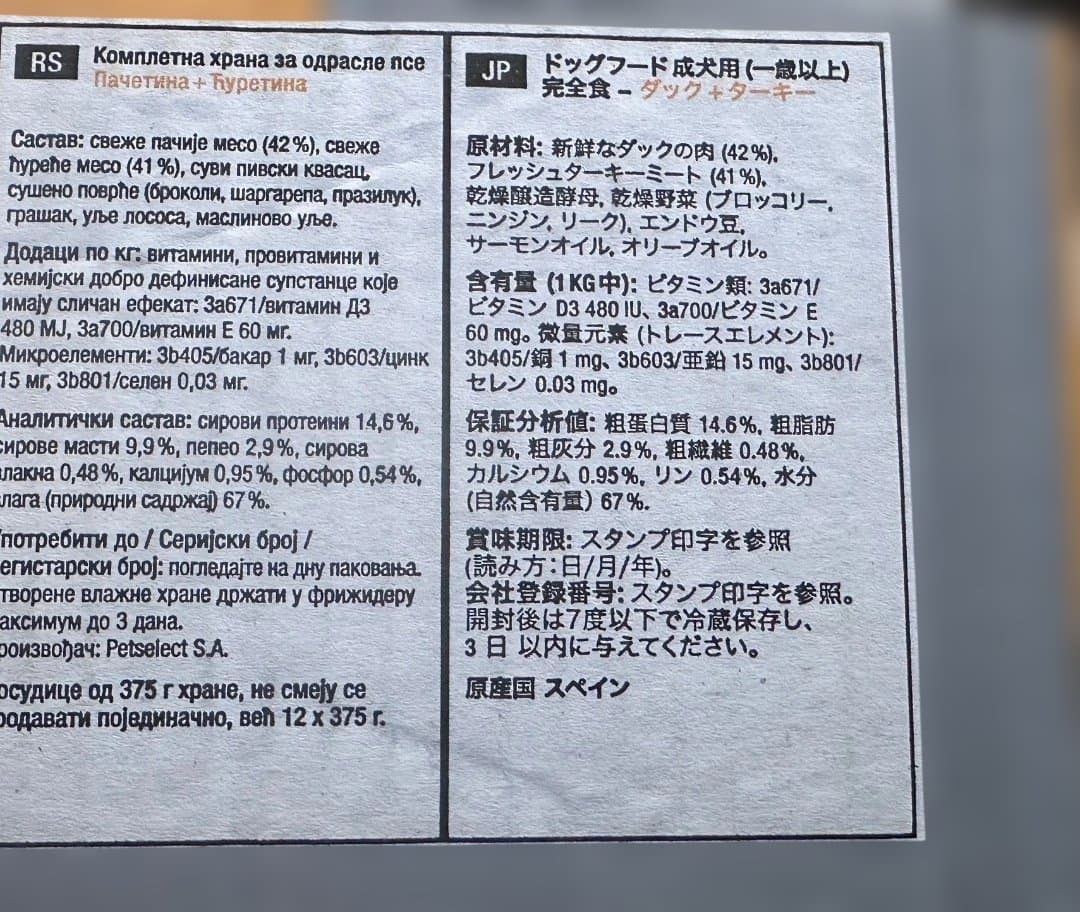 RS
Комплетна храна за одрасле псе
Пачетина + Ћуретина
Састав: свеже пачије месо (42 %), свеже
ћуреће месо (41 %), суви пивски квасац,
сушено поврће (броколи, шаргарепа, празилук),
грашак, уље лососа, маслиново уље.
Додаци по кг: витамини, провитамини и
хемијски добро дефинисане супстанце које
имају сличан ефекат: 3a671/витамин Д3
480 MJ, 3a700/витамин Е 60 мг.
Микроелементи: 3b405/бакар 1 мг, 3b603/цинк
15 мг, 3b801/селен 0,03 мг.
Аналитички састав: сирови протеини 14,6 %,
сирове масти 9,9 %, пепео 2,9 %, сирова
влакна 0,48 %, калцијум 0,95 %, фосфор 0,54 %,
лага (природни садржај) 67 %.
потребити до / Серијски број /
егистарски број: погледајте на дну паковања.
творене влажне хране држати у фрижидеру
аксимум до 3 дана.
роизвођач: Petselect S.A.
осудице од 375 г хране, не смеју се
родавати појединачно, већ 12 x 375 г.
JP
ドッグフード 成犬用 (一歳以上)
完全食 – ダック + ターキー
原材料: 新鮮なダックの肉 (42 %),
フレッシュターキーミート (41 %),
乾燥醸造酵母, 乾燥野菜 (ブロッコリー,
ニンジン, リーク), エンドウ豆,
サーモンオイル, オリーブオイル。
含有量 (1 KG 中): ビタミン類: 3a671/
ビタミン D3 480 IU、3a700/ビタミン E
60 mg。微量元素 (トレースエレメント):
3b405/銅 1 mg、3b603/亜鉛 15 mg、3b801/
セレン 0.03 mg。
保証分析値: 粗蛋白質 14.6 %, 粗脂肪
9.9 %, 粗灰分 2.9 %, 粗繊維 0.48 %,
カルシウム 0.95 %, リン 0.54 %, 水分
(自然含有量) 67 %.
賞味期限: スタンプ印字を参照
(読み方:日/月/年)。
会社登録番号: スタンプ印字を参照。
開封後は7度以下で冷蔵保存し、
3 日 以内に与えてください。
原産国 スペイン